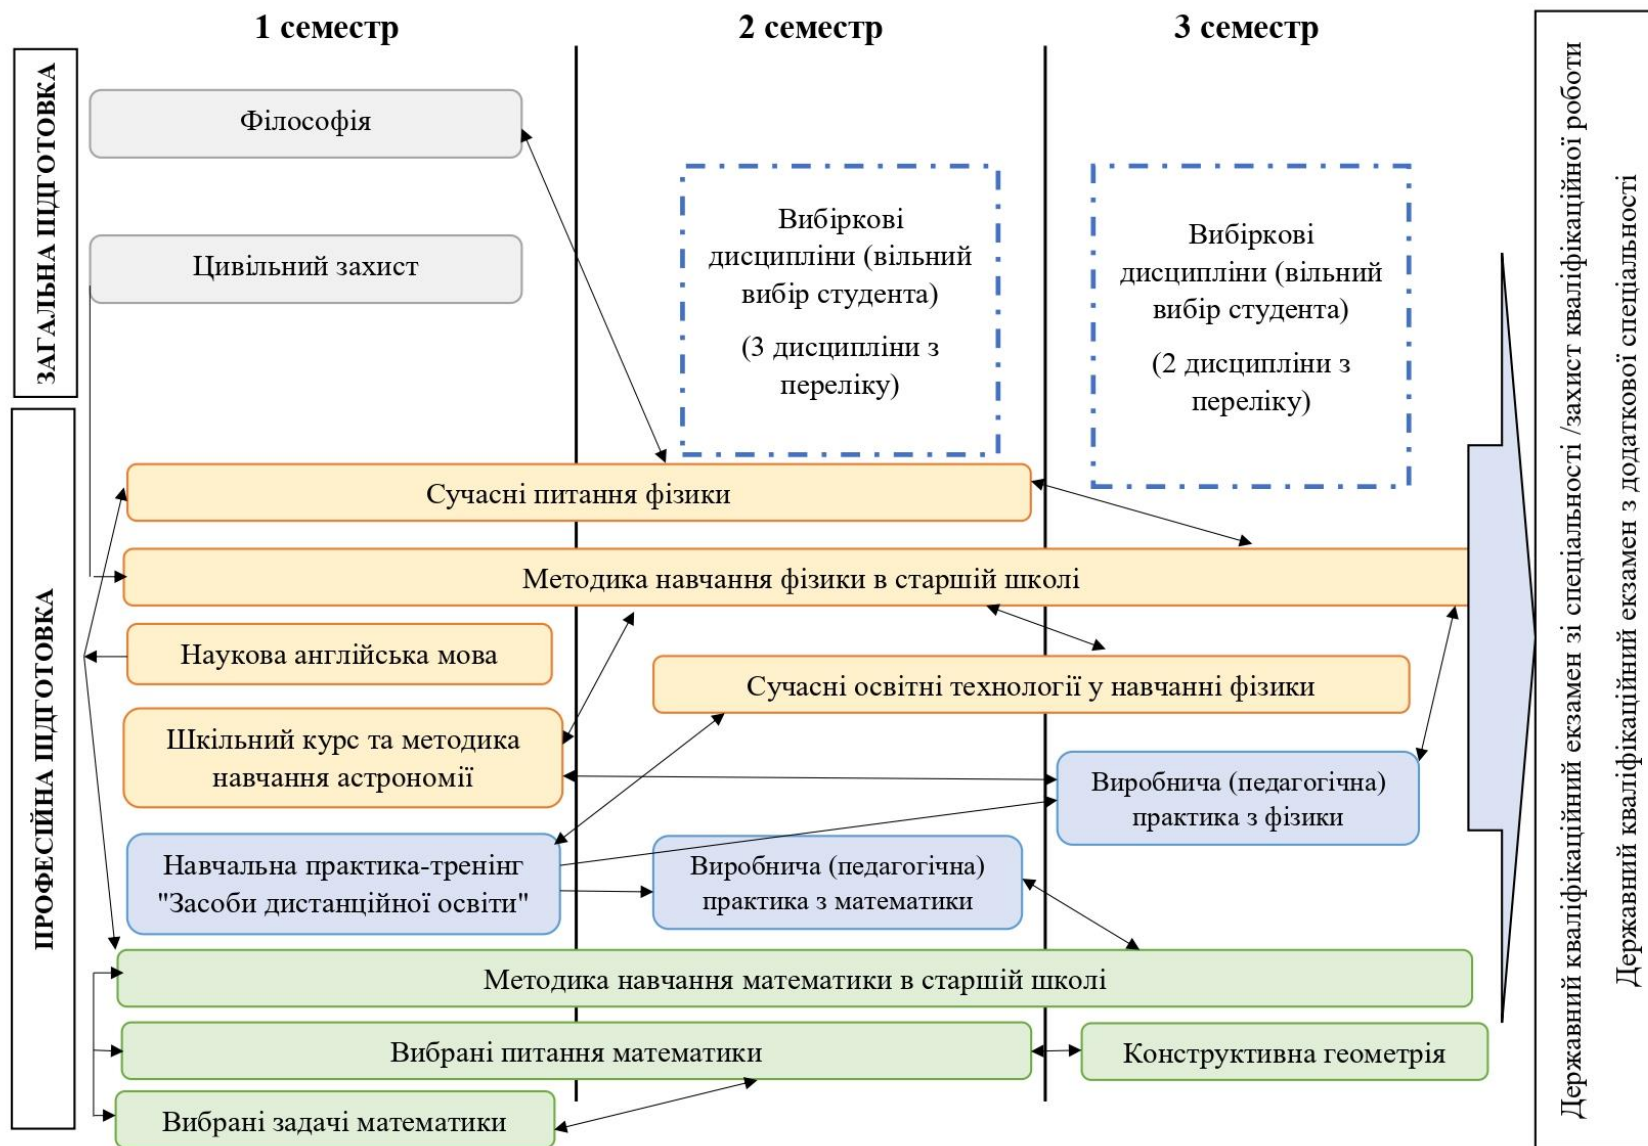 1 семестр
2 семестр
3 семестр
ЗАГАЛЬНА ПІДГОТОВКА
Філософія
Цивільний захист
Вибіркові
дисципліни (вільний
вибір студента)
(3 дисципліни з
переліку)
Вибіркові
дисципліни (вільний
вибір студента)
(2 дисципліни з
переліку)
ПРОФЕСІЙНА ПІДГОТОВКА
Сучасні питання фізики
Методика навчання фізики в старшій школі
Наукова англійська мова
Сучасні освітні технології у навчанні фізики
Шкільний курс та методика
навчання астрономії
Виробнича (педагогічна)
практика з фізики
Навчальна практика-тренінг
"Засоби дистанційної освіти"
Виробнича (педагогічна)
практика з математики
Методика навчання математики в старшій школі
Вибрані питання математики
Конструктивна геометрія
Вибрані задачі математики
Державний кваліфікаційний екзамен зі спеціальності /захист кваліфікаційної роботи
Державний кваліфікаційний екзамен з додаткової спеціальності